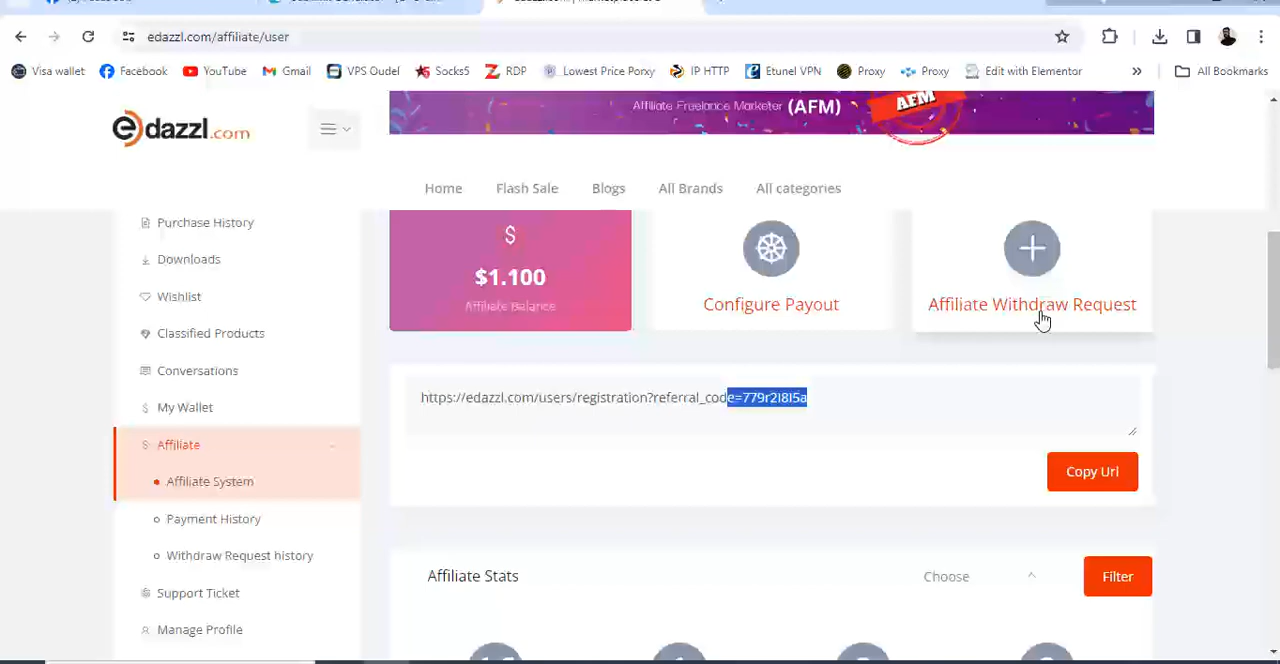 edazzl.com/affiliate/user
Visa wallet Facebook YouTube Gmail VPS Oudel Socks5 RDP Lowest Price Porxy IP HTTP Etunel VPN Proxy Proxy Edit with Elementor » All Bookmarks
Affiliate Freelance Marketer (AFM) AFM
edazzl.com
Home Flash Sale Blogs All Brands All categories
Purchase History
Downloads
Wishlist
Classified Products
Conversations
My Wallet
Affiliate
Affiliate System
Payment History
Withdraw Request history
Support Ticket
Manage Profile
$
$1.100
Affiliate Balance
Configure Payout
Affiliate Withdraw Request
https://edazzl.com/users/registration?referral_code=779r2I8I5a
Copy Url
Affiliate Stats
Choose
Filter